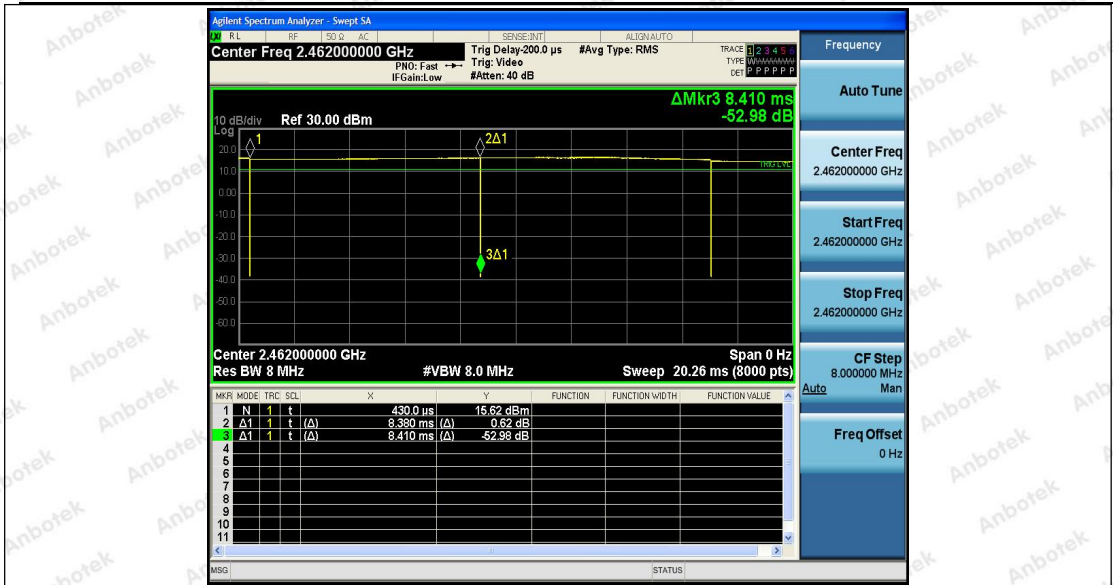 Agilent Spectrum Analyzer - Swept SA
RL RF 50 Ω AC SENSE:INT ALIGN AUTO
Center Freq 2.462000000 GHz
PNO: Fast
IFGain:Low
Trig Delay-200.0 µs
Trig: Video
#Atten: 40 dB
#Avg Type: RMS
TRACE 1 2 3 4 5 6
TYPE WWWWWW
DET P P P P P P
ΔMkr3 8.410 ms
-52.98 dB
10 dB/div Ref 30.00 dBm
Log
1
2Δ1
3Δ1
TRIG LVL
20.0
10.0
0.00
-10.0
-20.0
-30.0
-40.0
-50.0
-60.0
Center 2.462000000 GHz Span 0 Hz
Res BW 8 MHz #VBW 8.0 MHz Sweep 20.26 ms (8000 pts)
MKR MODE TRC SCL X Y FUNCTION FUNCTION WIDTH FUNCTION VALUE
1 N 1 t 430.0 µs 15.62 dBm
2 Δ1 1 t (Δ) 8.380 ms (Δ) 0.62 dB
3 Δ1 1 t (Δ) 8.410 ms (Δ) -52.98 dB
4
5
6
7
8
9
10
11
MSG STATUS
Frequency
Auto Tune
Center Freq
2.462000000 GHz
Start Freq
2.462000000 GHz
Stop Freq
2.462000000 GHz
CF Step
8.000000 MHz
Auto Man
Freq Offset
0 Hz
Anbotek